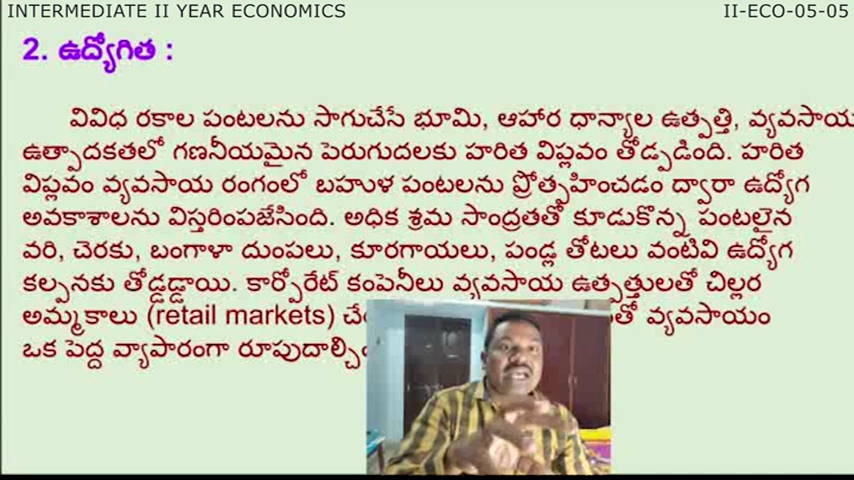 INTERMEDIATE II YEAR ECONOMICS II-ECO-05-05
2. ఉద్యోగిత :
వివిధ రకాల పంటలను సాగుచేసే భూమి, ఆహార ధాన్యాల ఉత్పత్తి, వ్యవసాయ
ఉత్పాదకతలో గణనీయమైన పెరుగుదలకు హరిత విప్లవం తోడ్పడింది. హరిత
విప్లవం వ్యవసాయ రంగంలో బహుళ పంటలను ప్రోత్సహించడం ద్వారా ఉద్యోగ
అవకాశాలను విస్తరింపజేసింది. అధిక శ్రమ సాంద్రతతో కూడుకొన్న పంటలైన
వరి, చెరకు, బంగాళా దుంపలు, కూరగాయలు, పండ్ల తోటలు వంటివి ఉద్యోగ
కల్పనకు తోడ్డడ్డాయి. కార్పోరేట్ కంపెనీలు వ్యవసాయ ఉత్పత్తులతో చిల్లర
అమ్మకాలు (retail markets) వ్యవసాయం
ఒక పెద్ద వ్యాపారంగా